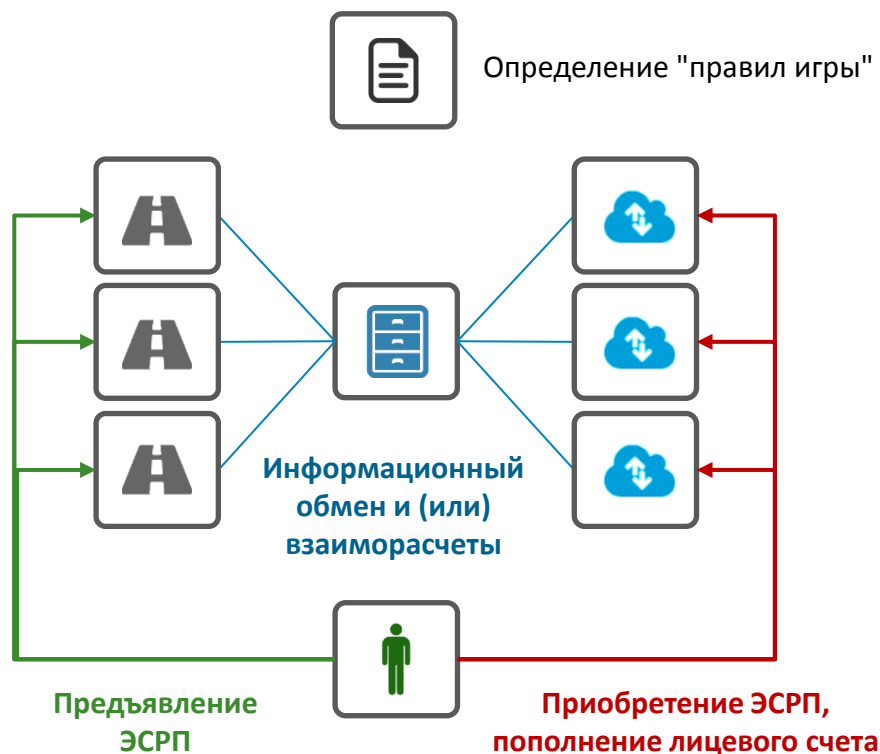 Определение "правил игры"
Информационный
обмен и (или)
взаиморасчеты
Предъявление
ЭСРП
Приобретение ЭСРП,
пополнение лицевого счета